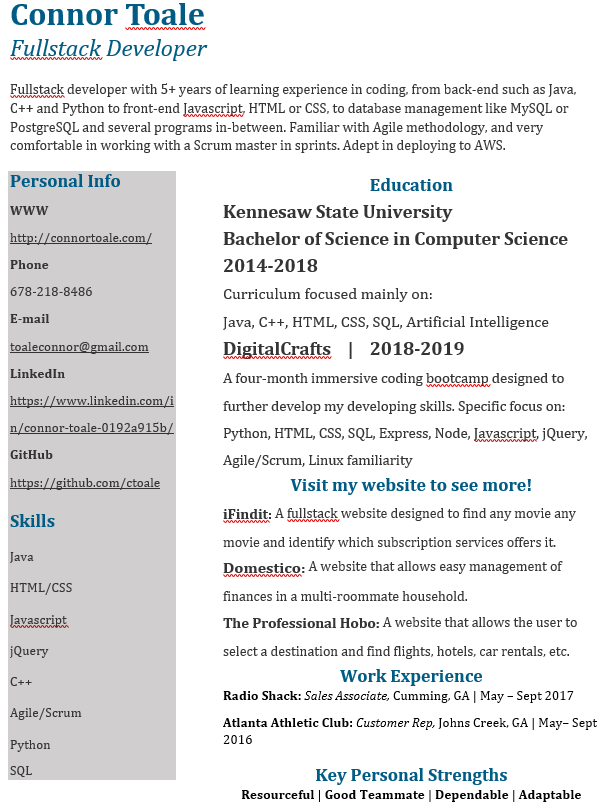 Connor Toale
Fullstack Developer
Fullstack developer with 5+ years of learning experience in coding, from back-end such as Java,
C++ and Python to front-end Javascript, HTML or CSS, to database management like MySQL or
PostgreSQL and several programs in-between. Familiar with Agile methodology, and very
comfortable in working with a Scrum master in sprints. Adept in deploying to AWS.
Personal Info
WWW
http://connortoale.com/
Phone
678-218-8486
E-mail
toaleconnor@gmail.com
LinkedIn
https://www.linkedin.com/i
n/connor-toale-0192a915b/
GitHub
https://github.com/ctoale
Skills
Java
HTML/CSS
Javascript
jQuery
C++
Agile/Scrum
Python
SQL
Education
Kennesaw State University
Bachelor of Science in Computer Science
2014-2018
Curriculum focused mainly on:
Java, C++, HTML, CSS, SQL, Artificial Intelligence
DigitalCrafts | 2018-2019
A four-month immersive coding bootcamp designed to
further develop my developing skills. Specific focus on:
Python, HTML, CSS, SQL, Express, Node, Javascript, jQuery,
Agile/Scrum, Linux familiarity
Visit my website to see more!
iFindit: A fullstack website designed to find any movie any
movie and identify which subscription services offers it.
Domestico: A website that allows easy management of
finances in a multi-roommate household.
The Professional Hobo: A website that allows the user to
select a destination and find flights, hotels, car rentals, etc.
Work Experience
Radio Shack: Sales Associate, Cumming, GA | May – Sept 2017
Atlanta Athletic Club: Customer Rep, Johns Creek, GA | May– Sept
2016
Key Personal Strengths
Resourceful | Good Teammate | Dependable | Adaptable